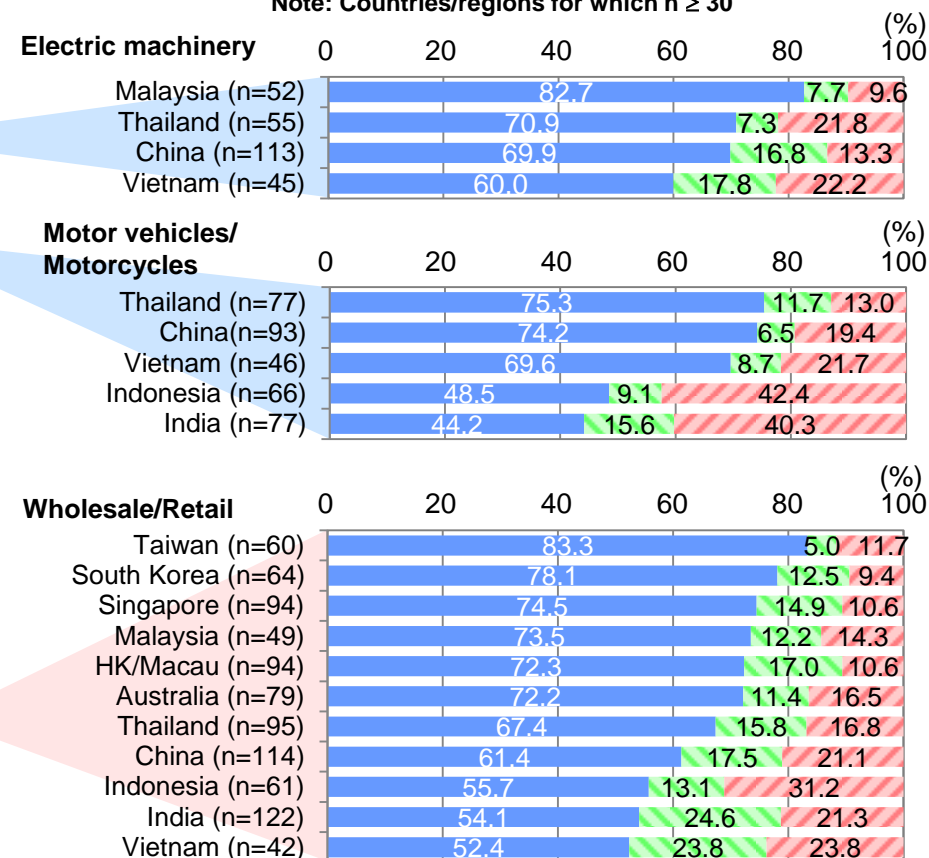 Note: Countries/regions for which n ≥ 30
(%)
Electric machinery 0 20 40 60 80 100
Malaysia (n=52) 82.7 7.7 9.6
Thailand (n=55) 70.9 7.3 21.8
China (n=113) 69.9 16.8 13.3
Vietnam (n=45) 60.0 17.8 22.2
Motor vehicles/ (%)
Motorcycles 0 20 40 60 80 100
Thailand (n=77) 75.3 11.7 13.0
China(n=93) 74.2 6.5 19.4
Vietnam (n=46) 69.6 8.7 21.7
Indonesia (n=66) 48.5 9.1 42.4
India (n=77) 44.2 15.6 40.3
(%)
Wholesale/Retail 0 20 40 60 80 100
Taiwan (n=60) 83.3 5.0 11.7
South Korea (n=64) 78.1 12.5 9.4
Singapore (n=94) 74.5 14.9 10.6
Malaysia (n=49) 73.5 12.2 14.3
HK/Macau (n=94) 72.3 17.0 10.6
Australia (n=79) 72.2 11.4 16.5
Thailand (n=95) 67.4 15.8 16.8
China (n=114) 61.4 17.5 21.1
Indonesia (n=61) 55.7 13.1 31.2
India (n=122) 54.1 24.6 21.3
Vietnam (n=42) 52.4 23.8 23.8